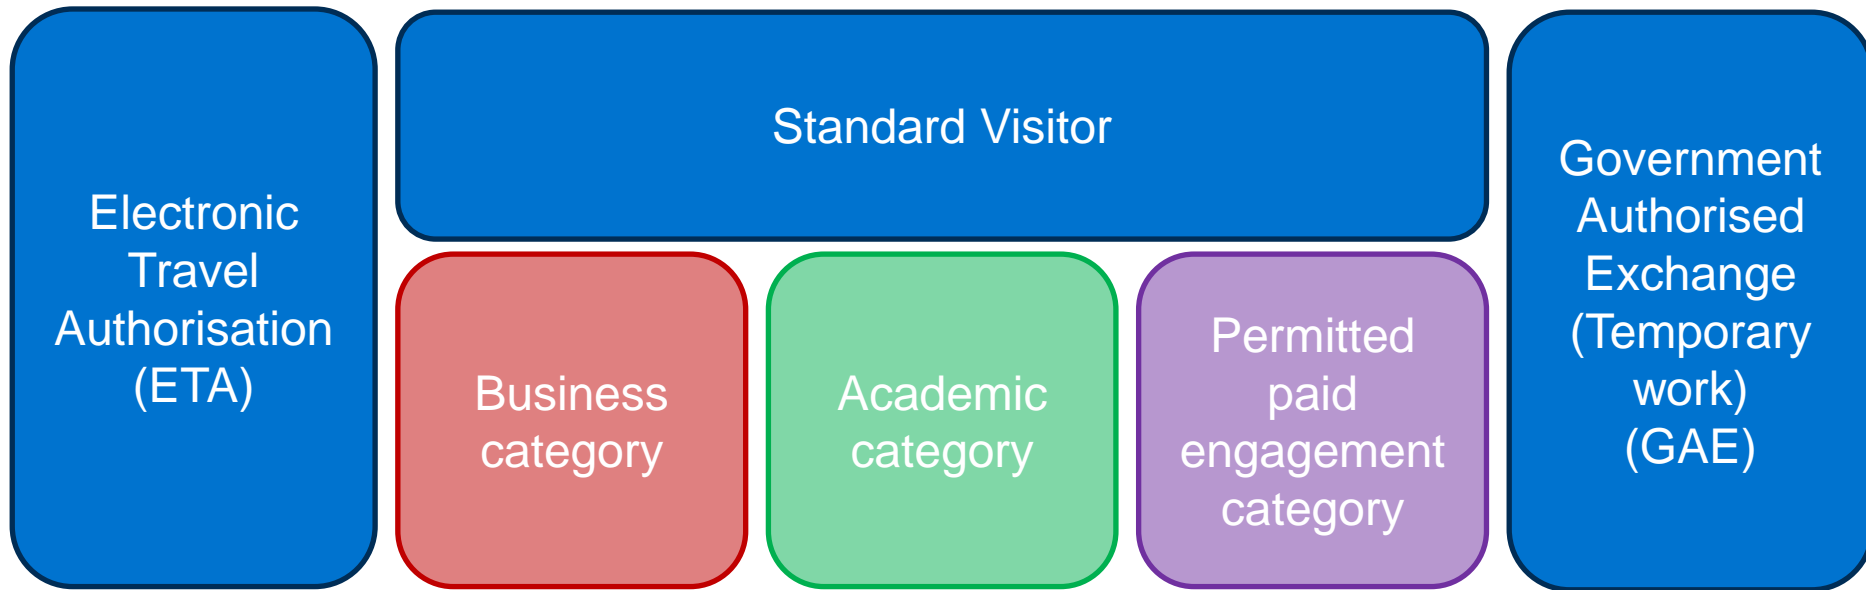 Electronic
Travel
Authorisation
(ETA)
Standard Visitor
Business
category
Academic
category
Permitted
paid
engagement
category
Government
Authorised
Exchange
(Temporary
work)
(GAE)